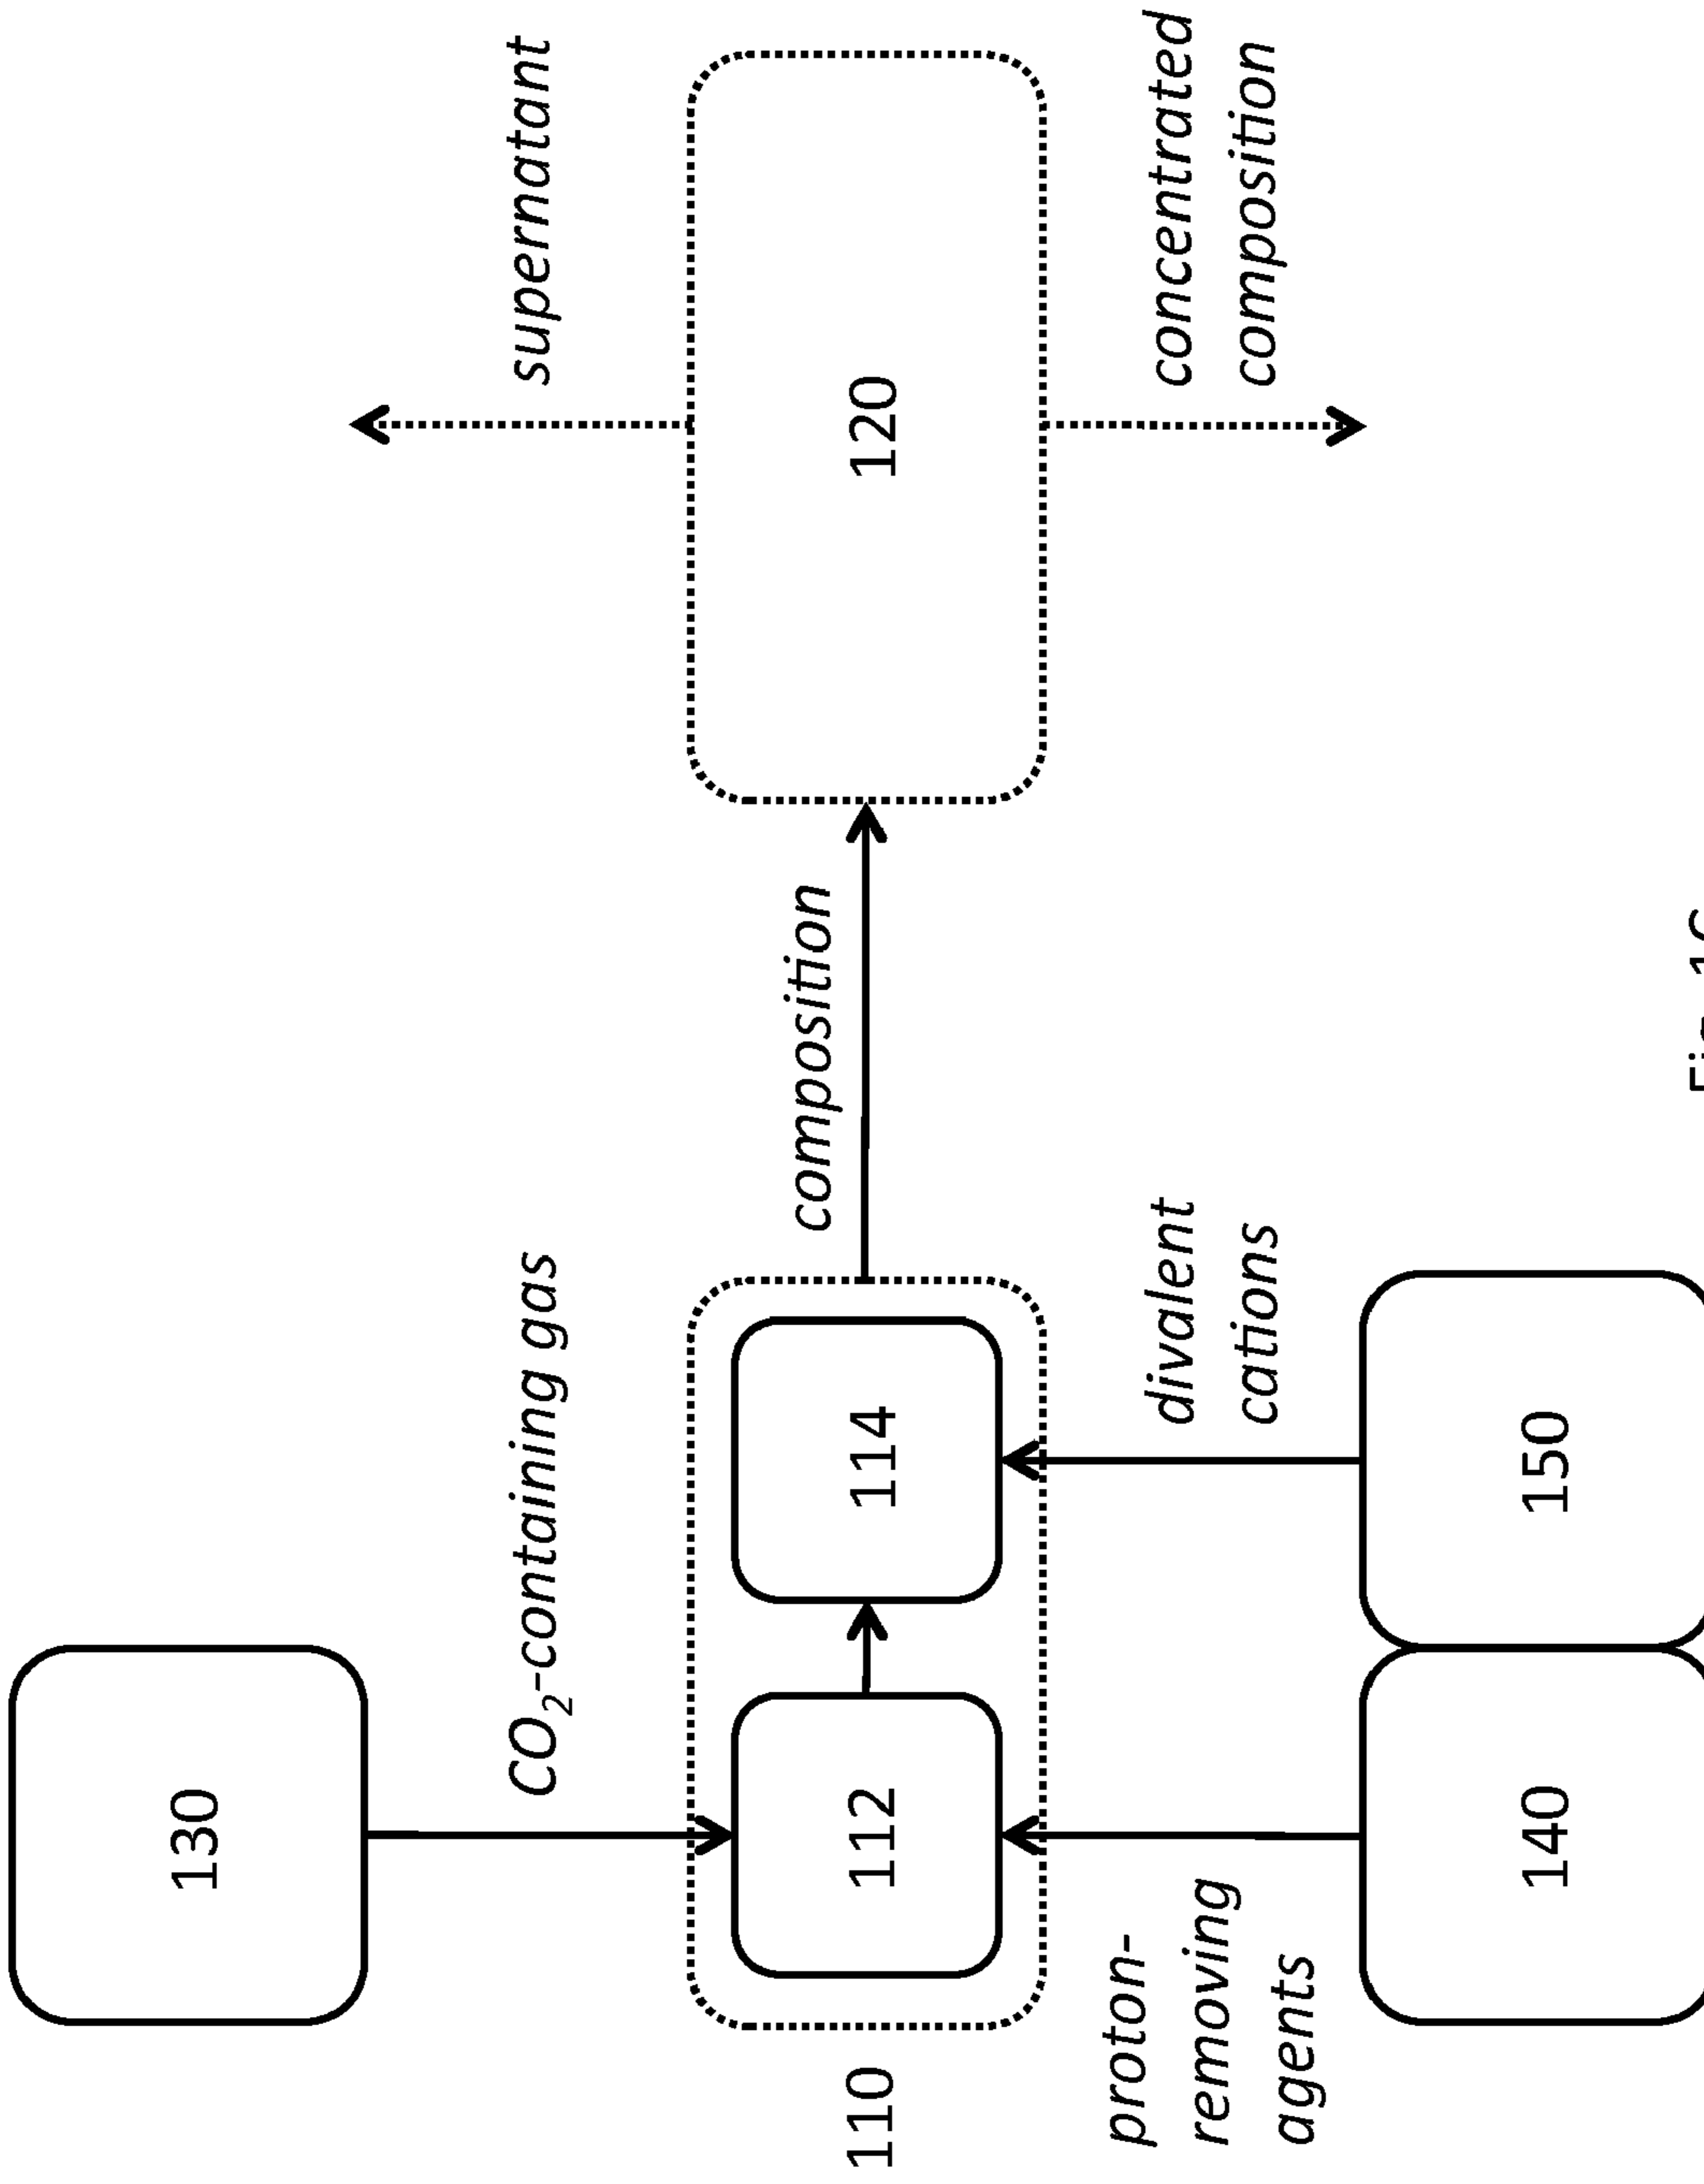 130
CO₂-containing gas
supernatant
110
112
114
composition
120
proton-
removing
agents
divalent
cations
concentrated
composition
140
150